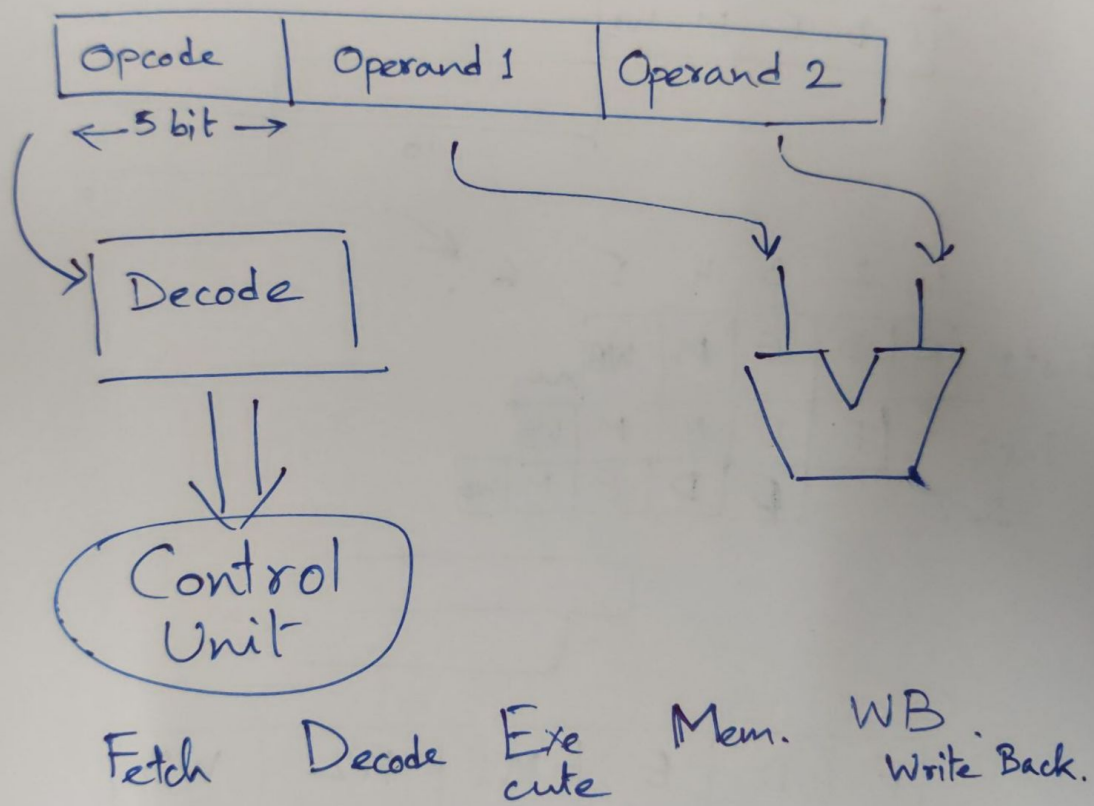 Opcode Operand 1 Operand 2
5 bit
Decode
Control
Unit
Fetch Decode Exe Mem. WB.
cute Write Back.